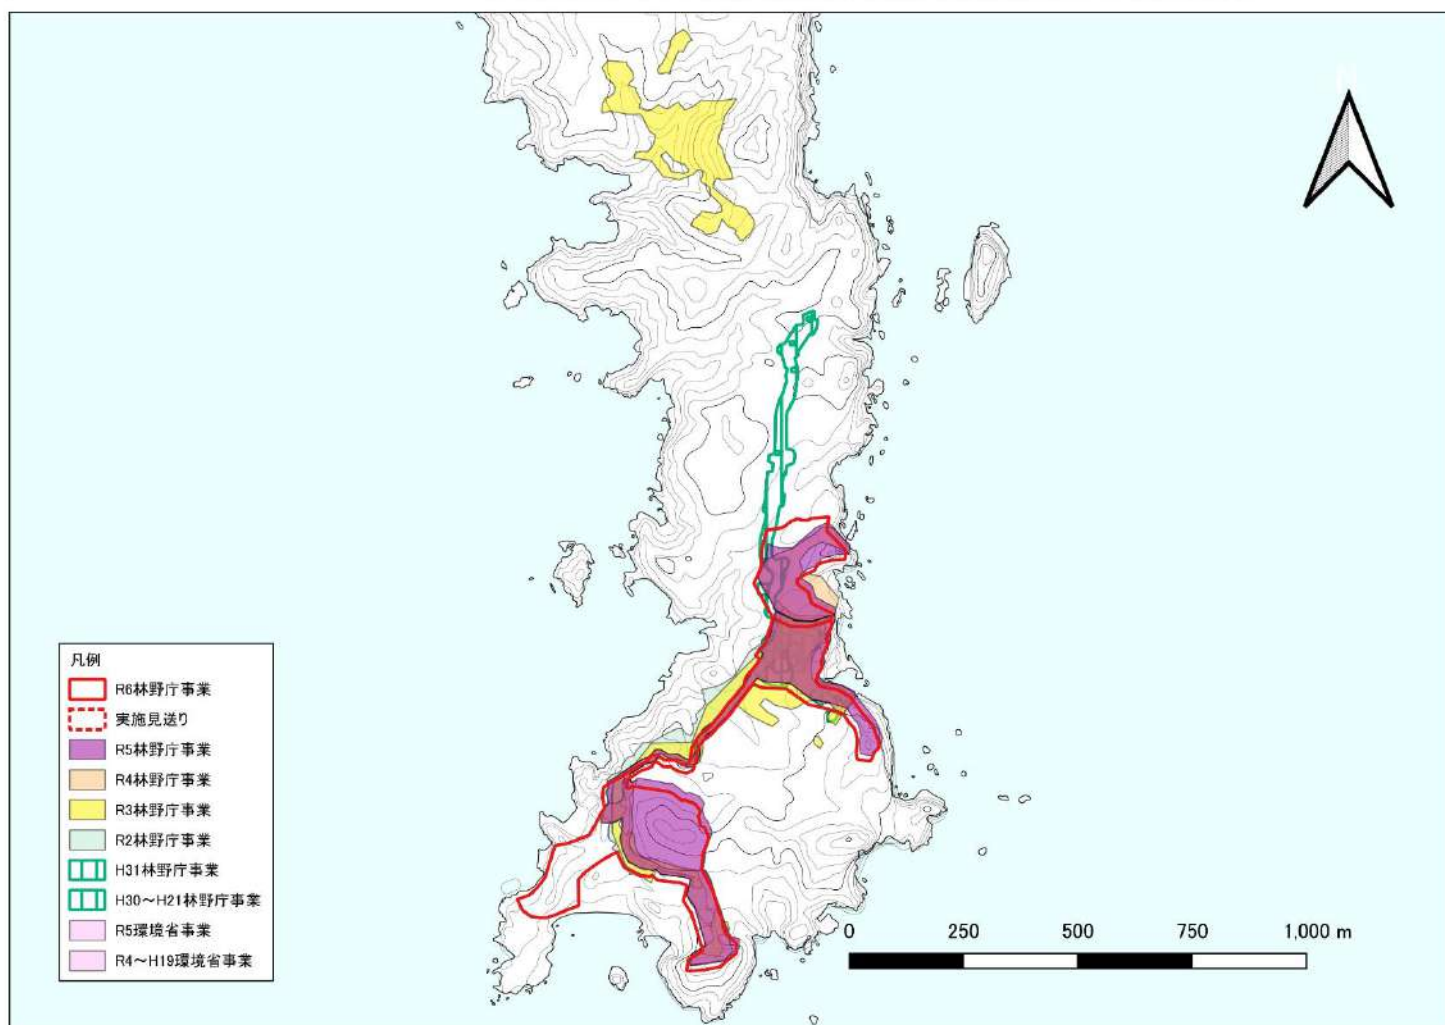 凡例
R6林野庁事業
実施見送り
R5林野庁事業
R4林野庁事業
R3林野庁事業
R2林野庁事業
H31林野庁事業
H30～H21林野庁事業
R5環境省事業
R4～H19環境省事業
0 250 500 750 1,000 m